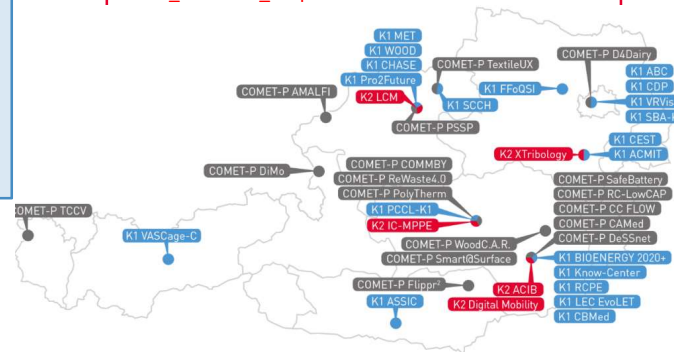 K1 MET
K1 WOOD
K1 CHASE
K1 Pro2Future
K2 LCM
COMET-P TextileUX
K1 SCCH
COMET-P PSSP
K1 FFoQSI
COMET-P D4Dairy
K1 ABC
K1 CDP
K1 VRVis
K1 SBA-
COMET-P AMALFI
K2 XTribology
K1 CEST
K1 ACMIT
COMET-P DiMo
COMET-P COMMBY
COMET-P ReWaste4.0
COMET-P PolyTherm
K1 PCCL-K1
K2 IC-MPPE
COMET-P SafeBattery
COMET-P RC-LowCAP
COMET-P CC FLOW
COMET-P CAMed
COMET-P DeSSnet
COMET-P TCCV
K1 VASCage-C
COMET-P WoodC.A.R.
COMET-P Smart@Surface
K1 BIOENERGY 2020+
K1 Know-Center
K1 RCPE
K1 LEC EvoLET
K1 CBMed
COMET-P Flippr²
K2 ACIB
K2 Digital Mobility
K1 ASSIC